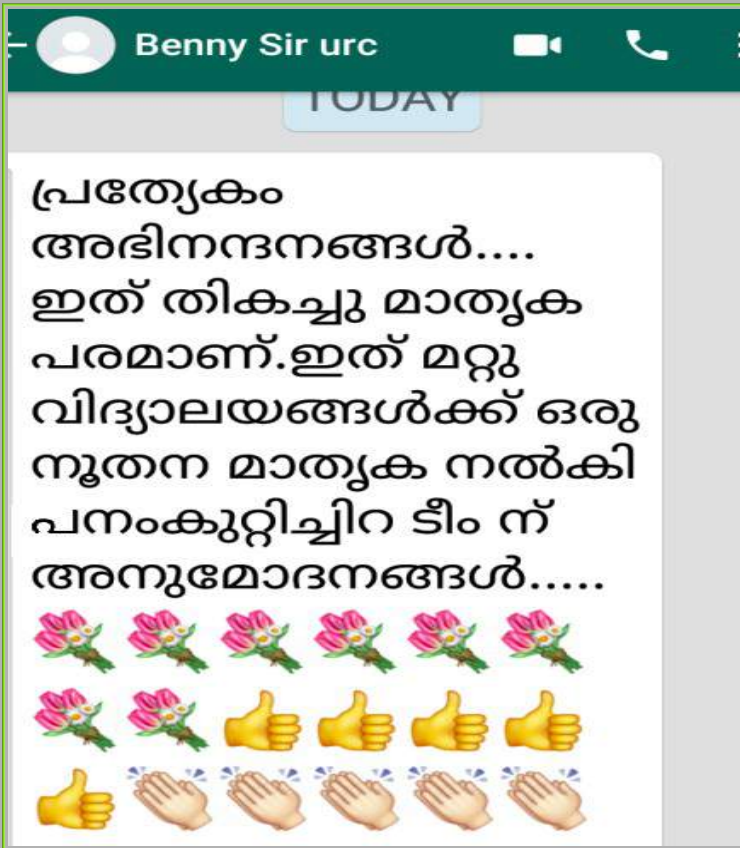 Benny Sir urc
TODAY
പ്രത്യേകം
അഭിനന്ദനങ്ങൾ....
ഇത് തികച്ചു മാതൃക
പരമാണ്.ഇത് മറ്റു
വിദ്യാലയങ്ങൾക്ക് ഒരു
നൂതന മാതൃക നൽകി
പനംകുറ്റിച്ചിറ ടീം ന്
അനുമോദനങ്ങൾ.....
💐💐💐💐💐💐
💐💐👍👍👍👍
👍👏🏻👏🏻👏🏻👏🏻👏🏻